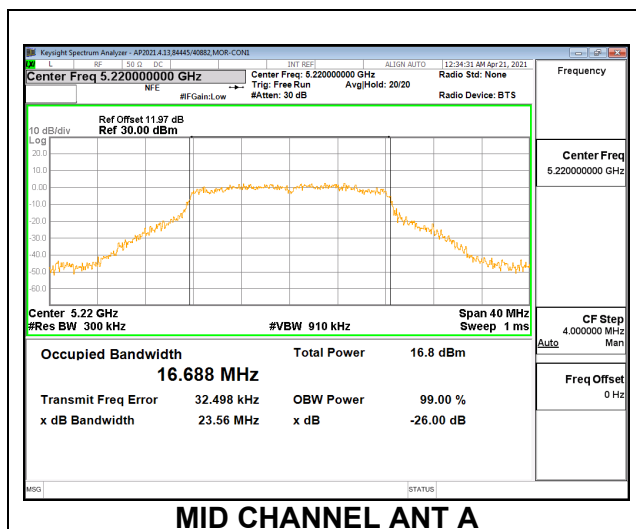 Keysight Spectrum Analyzer - AP2021.4.13,84445/40882,MOR-CON1
LXI L RF 50 Ω DC INT REF ALIGN AUTO 12:34:31 AM Apr 21, 2021
Center Freq 5.220000000 GHz
NFE
#IFGain:Low
Center Freq: 5.220000000 GHz
Trig: Free Run Avg|Hold: 20/20
#Atten: 30 dB
Radio Std: None
Radio Device: BTS
Frequency
Ref Offset 11.97 dB
10 dB/div Ref 30.00 dBm
Log
20.0
10.0
0.00
-10.0
-20.0
-30.0
-40.0
-50.0
-60.0
Center Freq
5.220000000 GHz
Center 5.22 GHz Span 40 MHz
#Res BW 300 kHz #VBW 910 kHz Sweep 1 ms
CF Step
4.000000 MHz
Auto Man
Occupied Bandwidth Total Power 16.8 dBm
16.688 MHz
Transmit Freq Error 32.498 kHz OBW Power 99.00 %
x dB Bandwidth 23.56 MHz x dB -26.00 dB
Freq Offset
0 Hz
MSG STATUS
MID CHANNEL ANT A